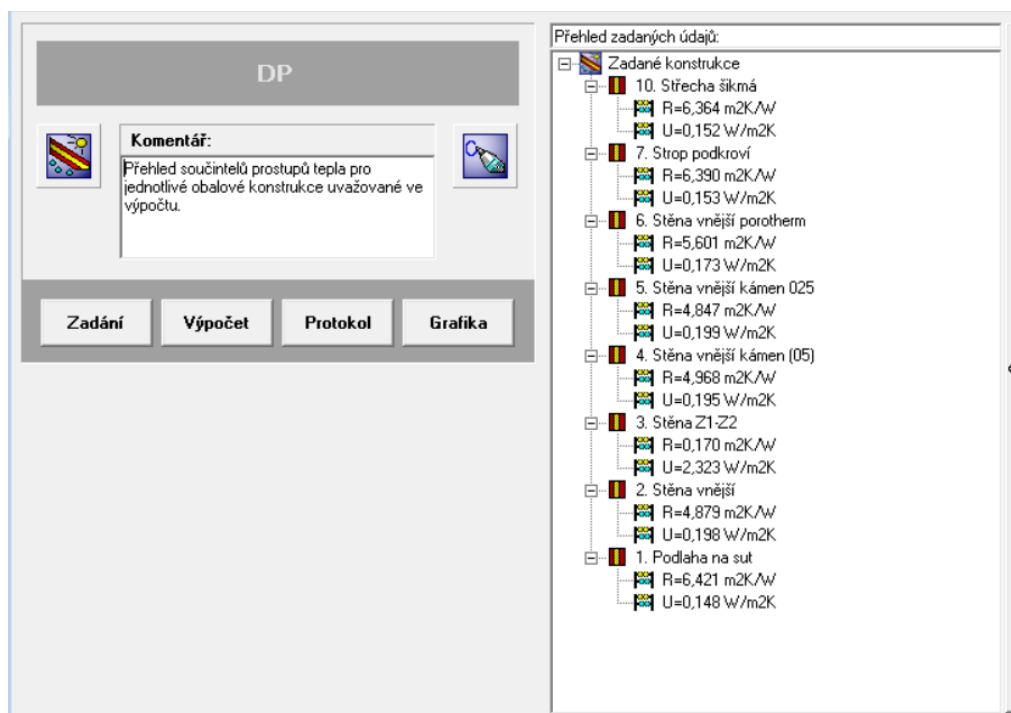 DP
Komentář:
Přehled součintelů prostupů tepla pro
jednotlivé obalové konstrukce uvažované ve
výpočtu.
Zadání
Výpočet
Protokol
Grafika
Přehled zadaných údajů:
Zadané konstrukce
10. Střecha šikmá
R=6,364 m2K/W
U=0,152 W/m2K
7. Strop podkroví
R=6,390 m2K/W
U=0,153 W/m2K
6. Stěna vnější porotherm
R=5,601 m2K/W
U=0,173 W/m2K
5. Stěna vnější kámen 025
R=4,847 m2K/W
U=0,199 W/m2K
4. Stěna vnější kámen (05)
R=4,968 m2K/W
U=0,195 W/m2K
3. Stěna Z1-Z2
R=0,170 m2K/W
U=2,323 W/m2K
2. Stěna vnější
R=4,879 m2K/W
U=0,198 W/m2K
1. Podlaha na sut
R=6,421 m2K/W
U=0,148 W/m2K